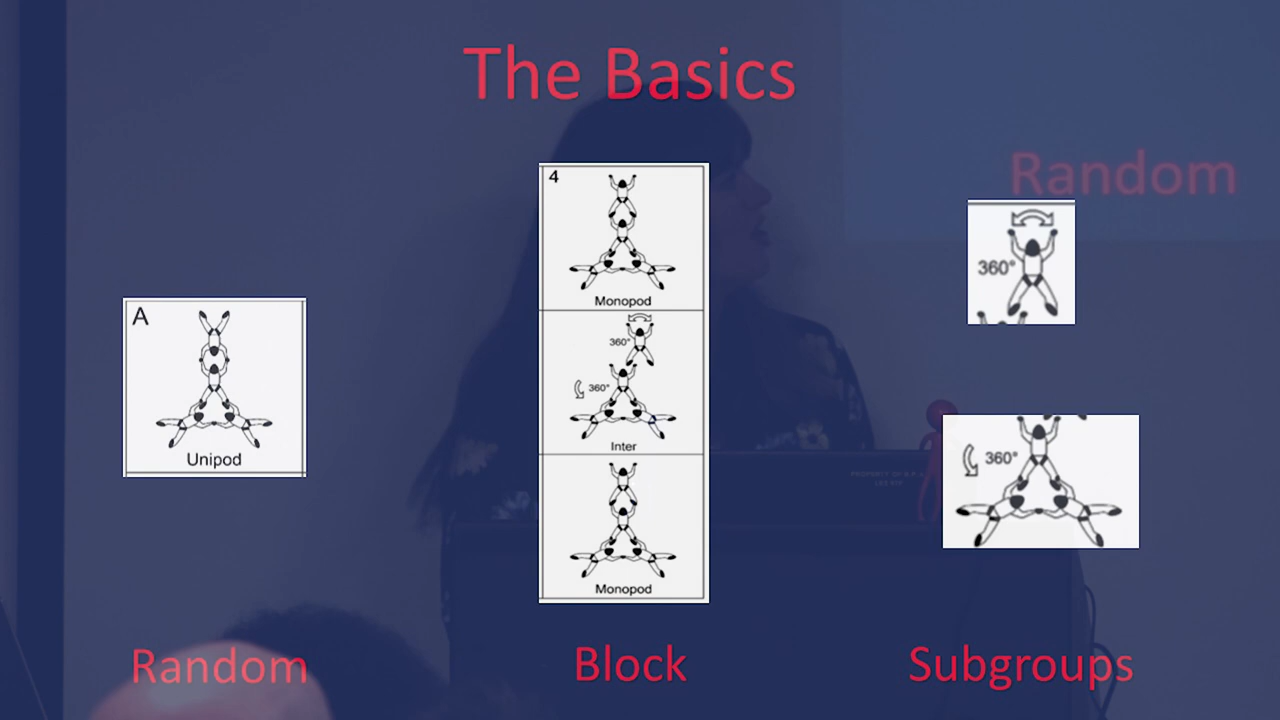 The Basics
Random
A
Unipod
Random
4
Monopod
360°
360°
Inter
Monopod
Block
360°
360°
Subgroups